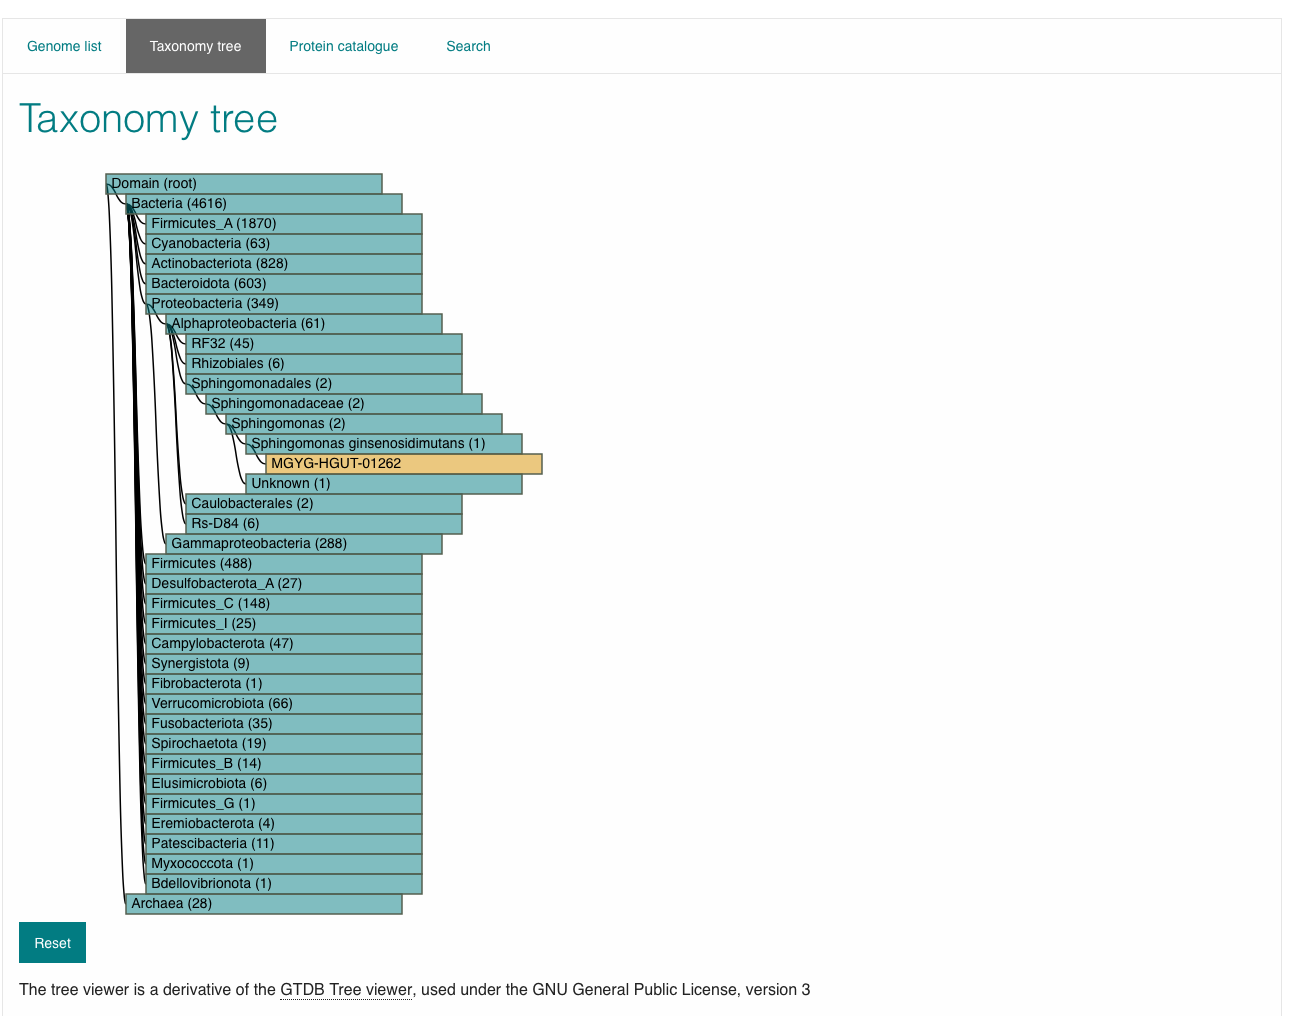 Genome list Taxonomy tree Protein catalogue Search
Taxonomy tree
Domain (root)
Bacteria (4616)
Firmicutes_A (1870)
Cyanobacteria (63)
Actinobacteriota (828)
Bacteroidota (603)
Proteobacteria (349)
Alphaproteobacteria (61)
RF32 (45)
Rhizobiales (6)
Sphingomonadales (2)
Sphingomonadaceae (2)
Sphingomonas (2)
Sphingomonas ginsenosidimutans (1)
MGYG-HGUT-01262
Unknown (1)
Caulobacterales (2)
Rs-D84 (6)
Gammaproteobacteria (288)
Firmicutes (488)
Desulfobacterota_A (27)
Firmicutes_C (148)
Firmicutes_I (25)
Campylobacterota (47)
Synergistota (9)
Fibrobacterota (1)
Verrucomicrobiota (66)
Fusobacteriota (35)
Spirochaetota (19)
Firmicutes_B (14)
Elusimicrobiota (6)
Firmicutes_G (1)
Eremiobacterota (4)
Patescibacteria (11)
Myxococcota (1)
Bdellovibrionota (1)
Archaea (28)
Reset
The tree viewer is a derivative of the GTDB Tree viewer, used under the GNU General Public License, version 3